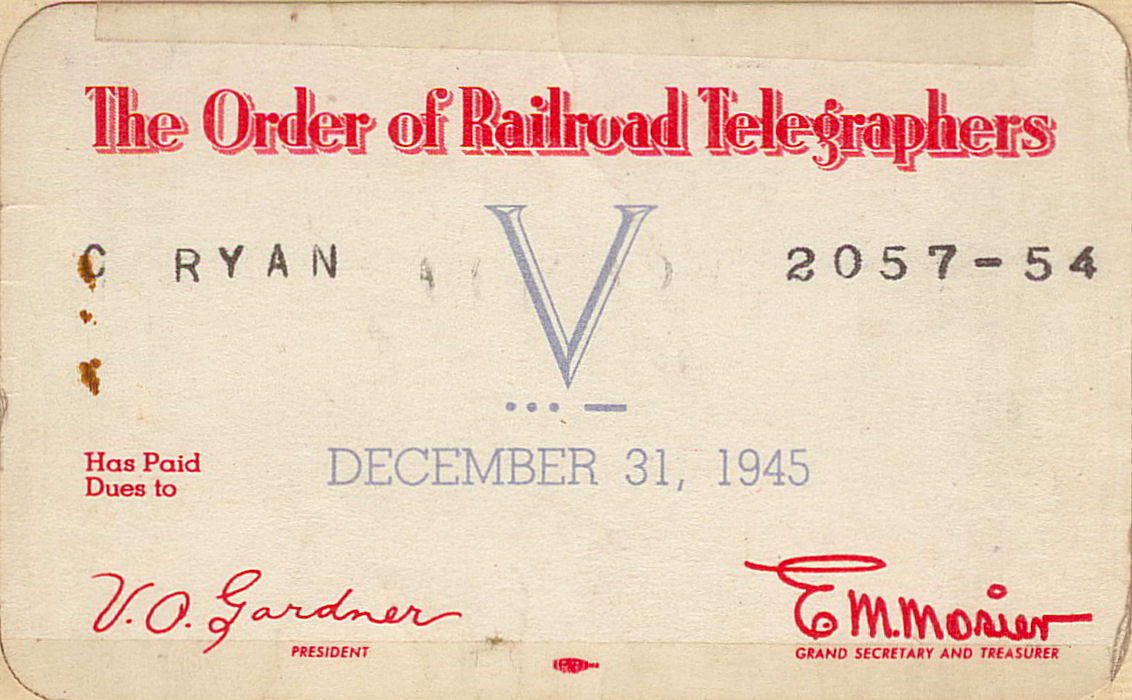 The Order of Railroad Telegraphers
V
C RYAN 2057-54
Has Paid
Dues to
DECEMBER 31, 1945
V. O. Gardner
PRESIDENT
E M. Mosier
GRAND SECRETARY AND TREASURER